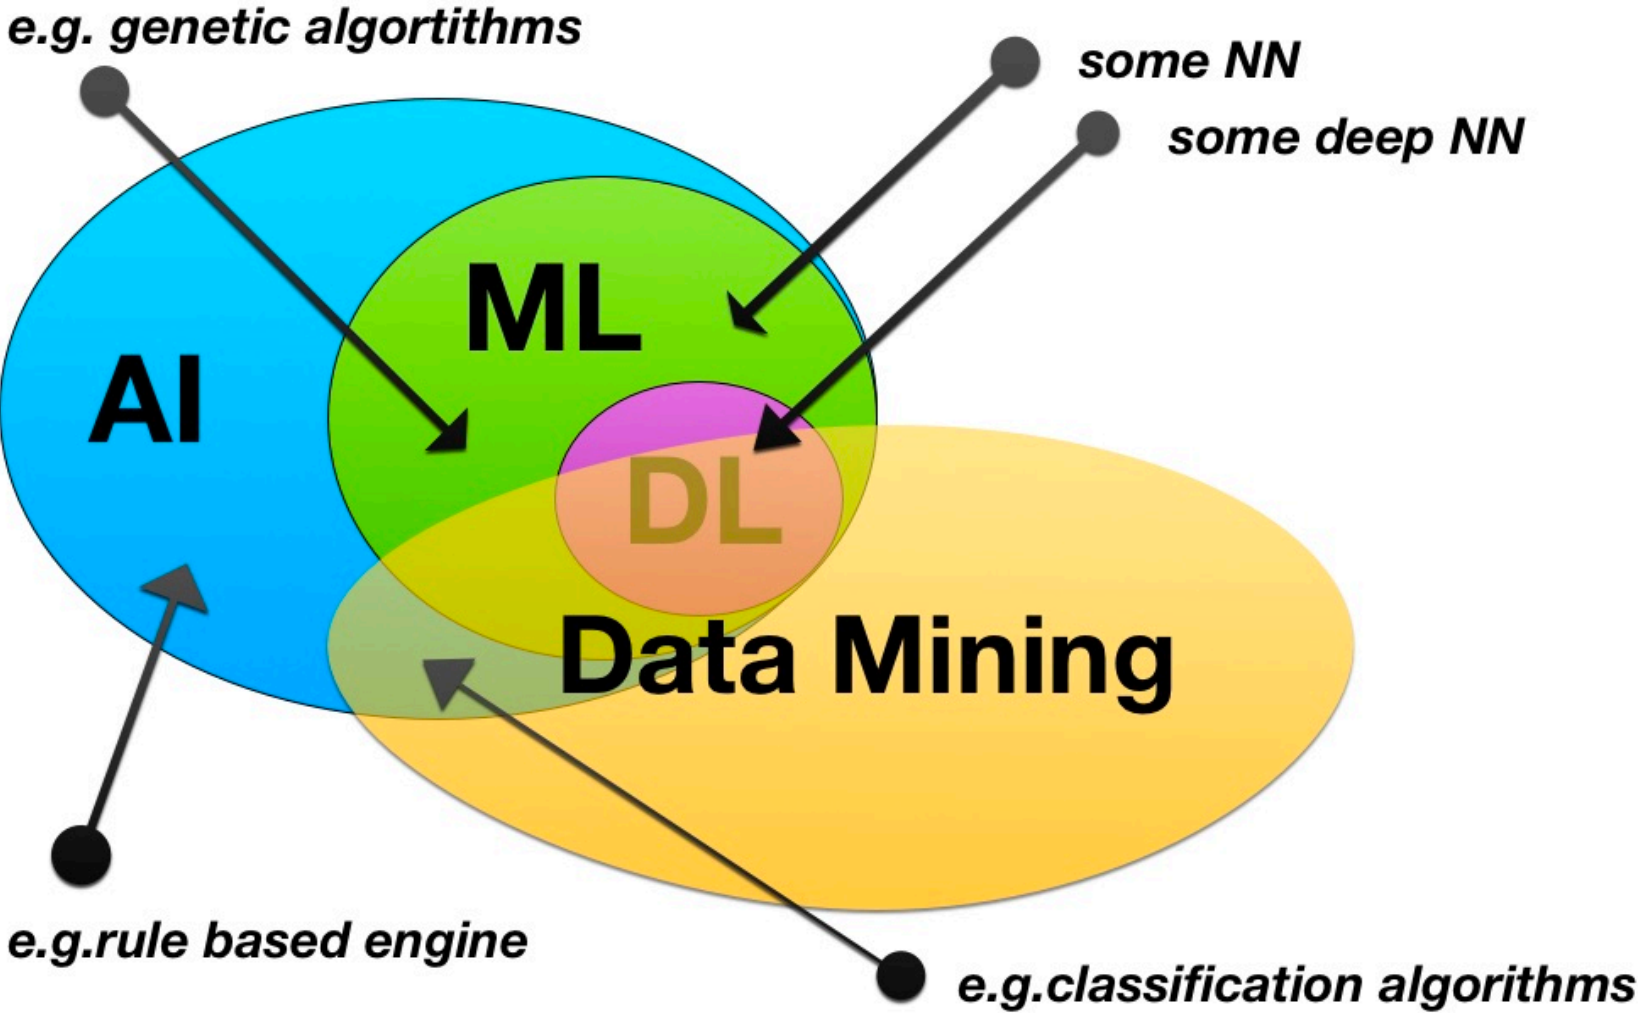 e.g. genetic algortithms
some NN
some deep NN
ML
AI
DL
Data Mining
e.g.rule based engine
e.g.classification algorithms